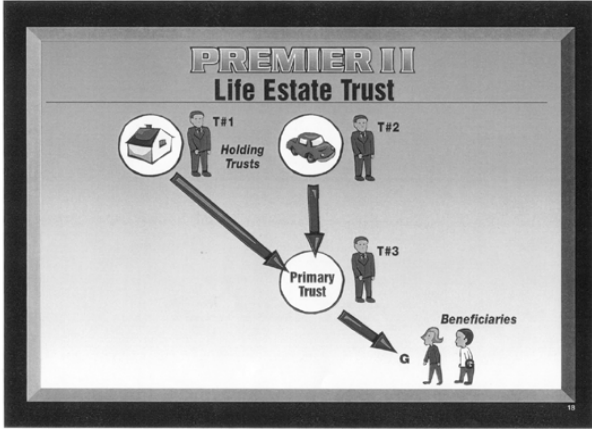 PREMIER II
Life Estate Trust
T#1
Holding
Trusts
T#2
Primary
Trust
T#3
Beneficiaries
G
18